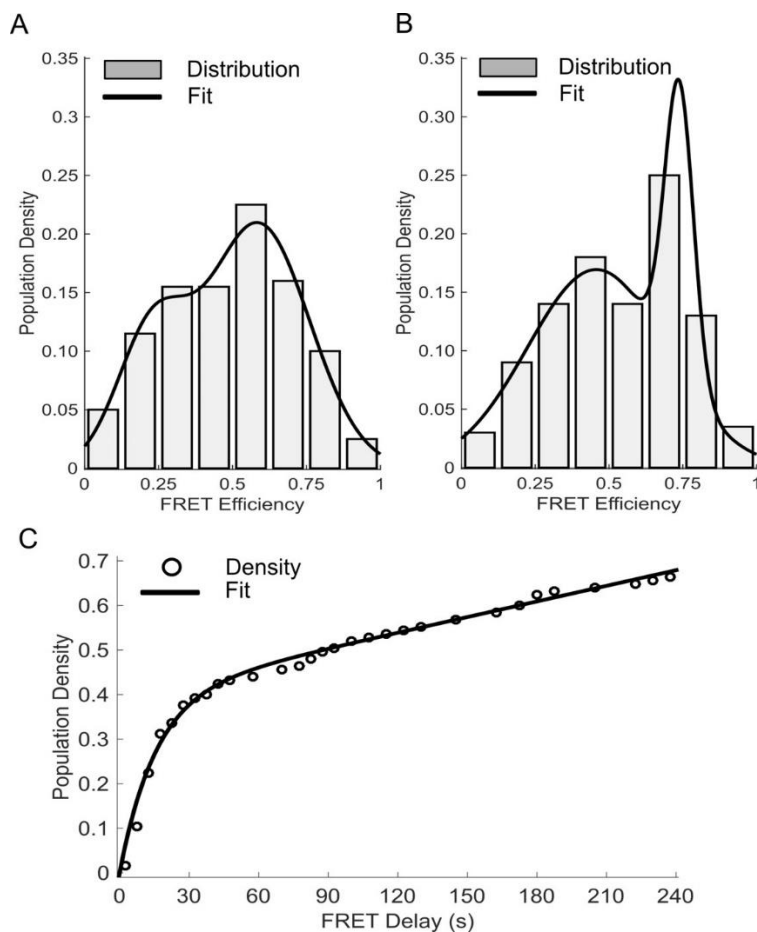 A
0.35
0.3
0.25
0.20
0.15
0.10
0.05
0
Population Density
Distribution
Fit
0 0.25 0.5 0.75 1
FRET Efficiency
B
0.35
0.3
0.25
0.20
0.15
0.10
0.05
0
Population Density
Distribution
Fit
0 0.25 0.5 0.75 1
FRET Efficiency
C
0.7
0.6
0.5
0.4
0.3
0.2
0.1
0
Population Density
Density
Fit
0 30 60 90 120 150 180 210 240
FRET Delay (s)